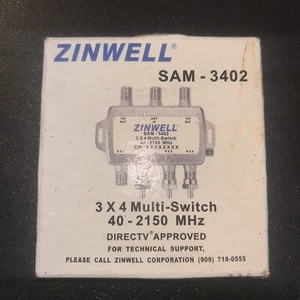 ZINWELL®
SAM - 3402
ZINWELL®
SAM - 3402
3 X 4 Multi-Switch
40 - 2150 MHz
3 X 4 Multi-Switch
40 - 2150 MHz
DIRECTV® APPROVED
FOR TECHNICAL SUPPORT,
PLEASE CALL ZINWELL CORPORATION (909) 718-0555